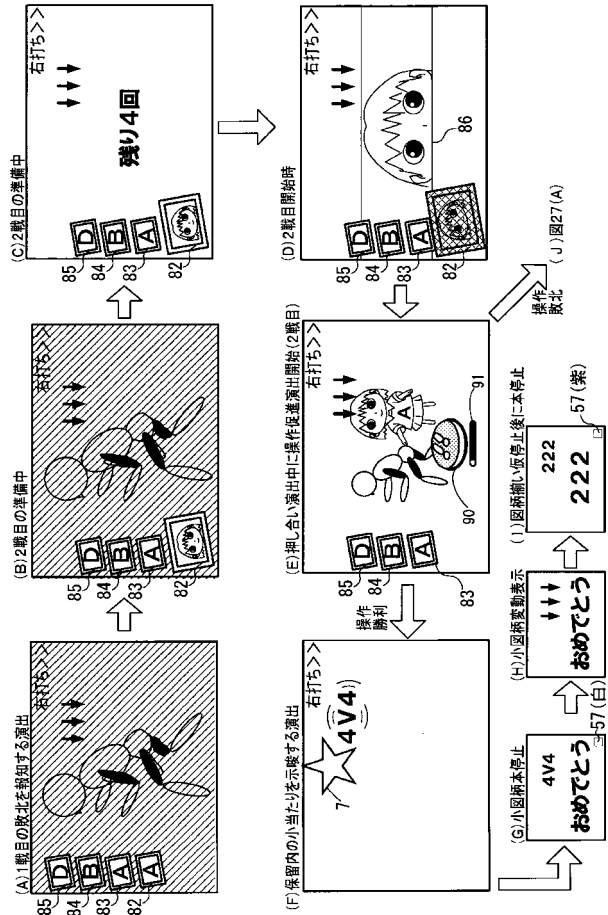 (A)1戦目の敗北を報知する演出
右打ち>>
85
D
84
B
83
A
82
A
(B)2戦目の準備中
右打ち>>
85
D
84
B
83
A
82
(C)2戦目の準備中
右打ち>>
残り4回
85
D
84
B
83
A
82
(D)2戦目開始時
右打ち>>
85
D
84
B
83
A
82
86
(E)押し合い演出中に操作促進演出開始(2戦目)
右打ち>>
85
D
84
B
83
A
A
90
91
操作
勝利
操作
敗北
(J)図27(A)
(F)保留内の小当たりを示唆する演出
右打ち>>
7
4V4
(G)小図柄本停止
4V4
おめでとう
57(白)
(H)小図柄変動表示
おめでとう
(I)図柄揃い仮停止後に本停止
222
222
57(紫)